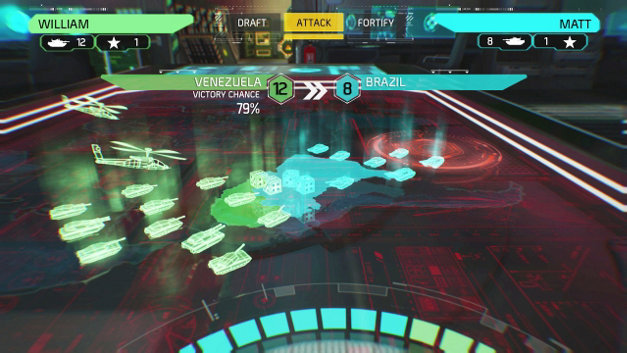 WILLIAM
12 1
DRAFT
ATTACK
FORTIFY
MATT
8 1
VENEZUELA 12 8 BRAZIL
VICTORY CHANCE
79%